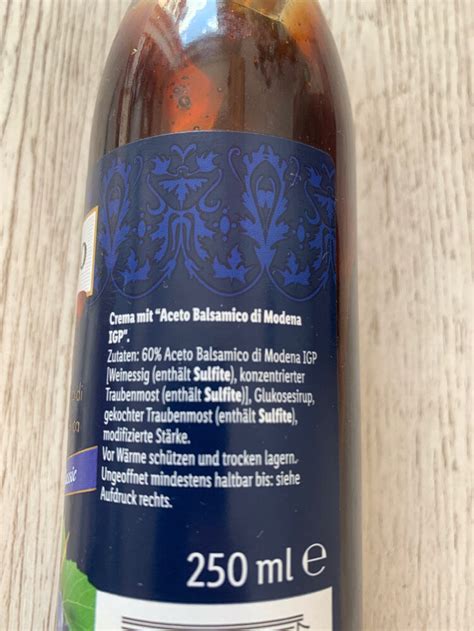 Crema mit "Aceto Balsamico di Modena
IGP".
Zutaten: 60% Aceto Balsamico di Modena IGP
[Weinessig (enthält Sulfite), konzentrierter
Traubenmost (enthält Sulfite)], Glukosesirup,
gekochter Traubenmost (enthält Sulfite),
modifizierte Stärke.
Vor Wärme schützen und trocken lagern.
Ungeöffnet mindestens haltbar bis: siehe
Aufdruck rechts.
250 ml e